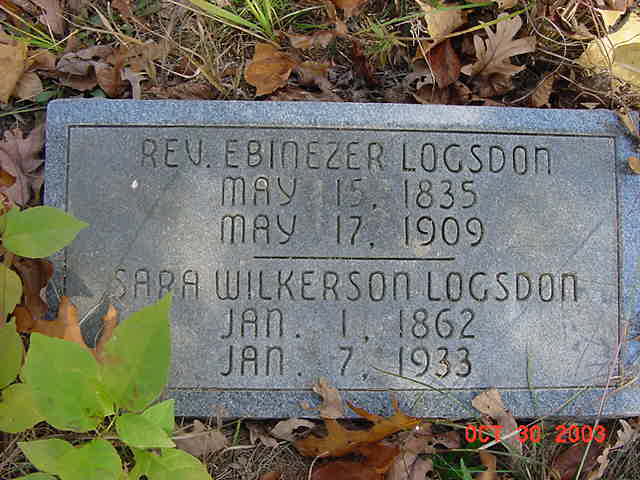 REV. EBINEZER LOGSDON
MAY 15, 1835
MAY 17, 1909
SARA WILKERSON LOGSDON
JAN. 1, 1862
JAN. 7, 1933
OCT 30 2003